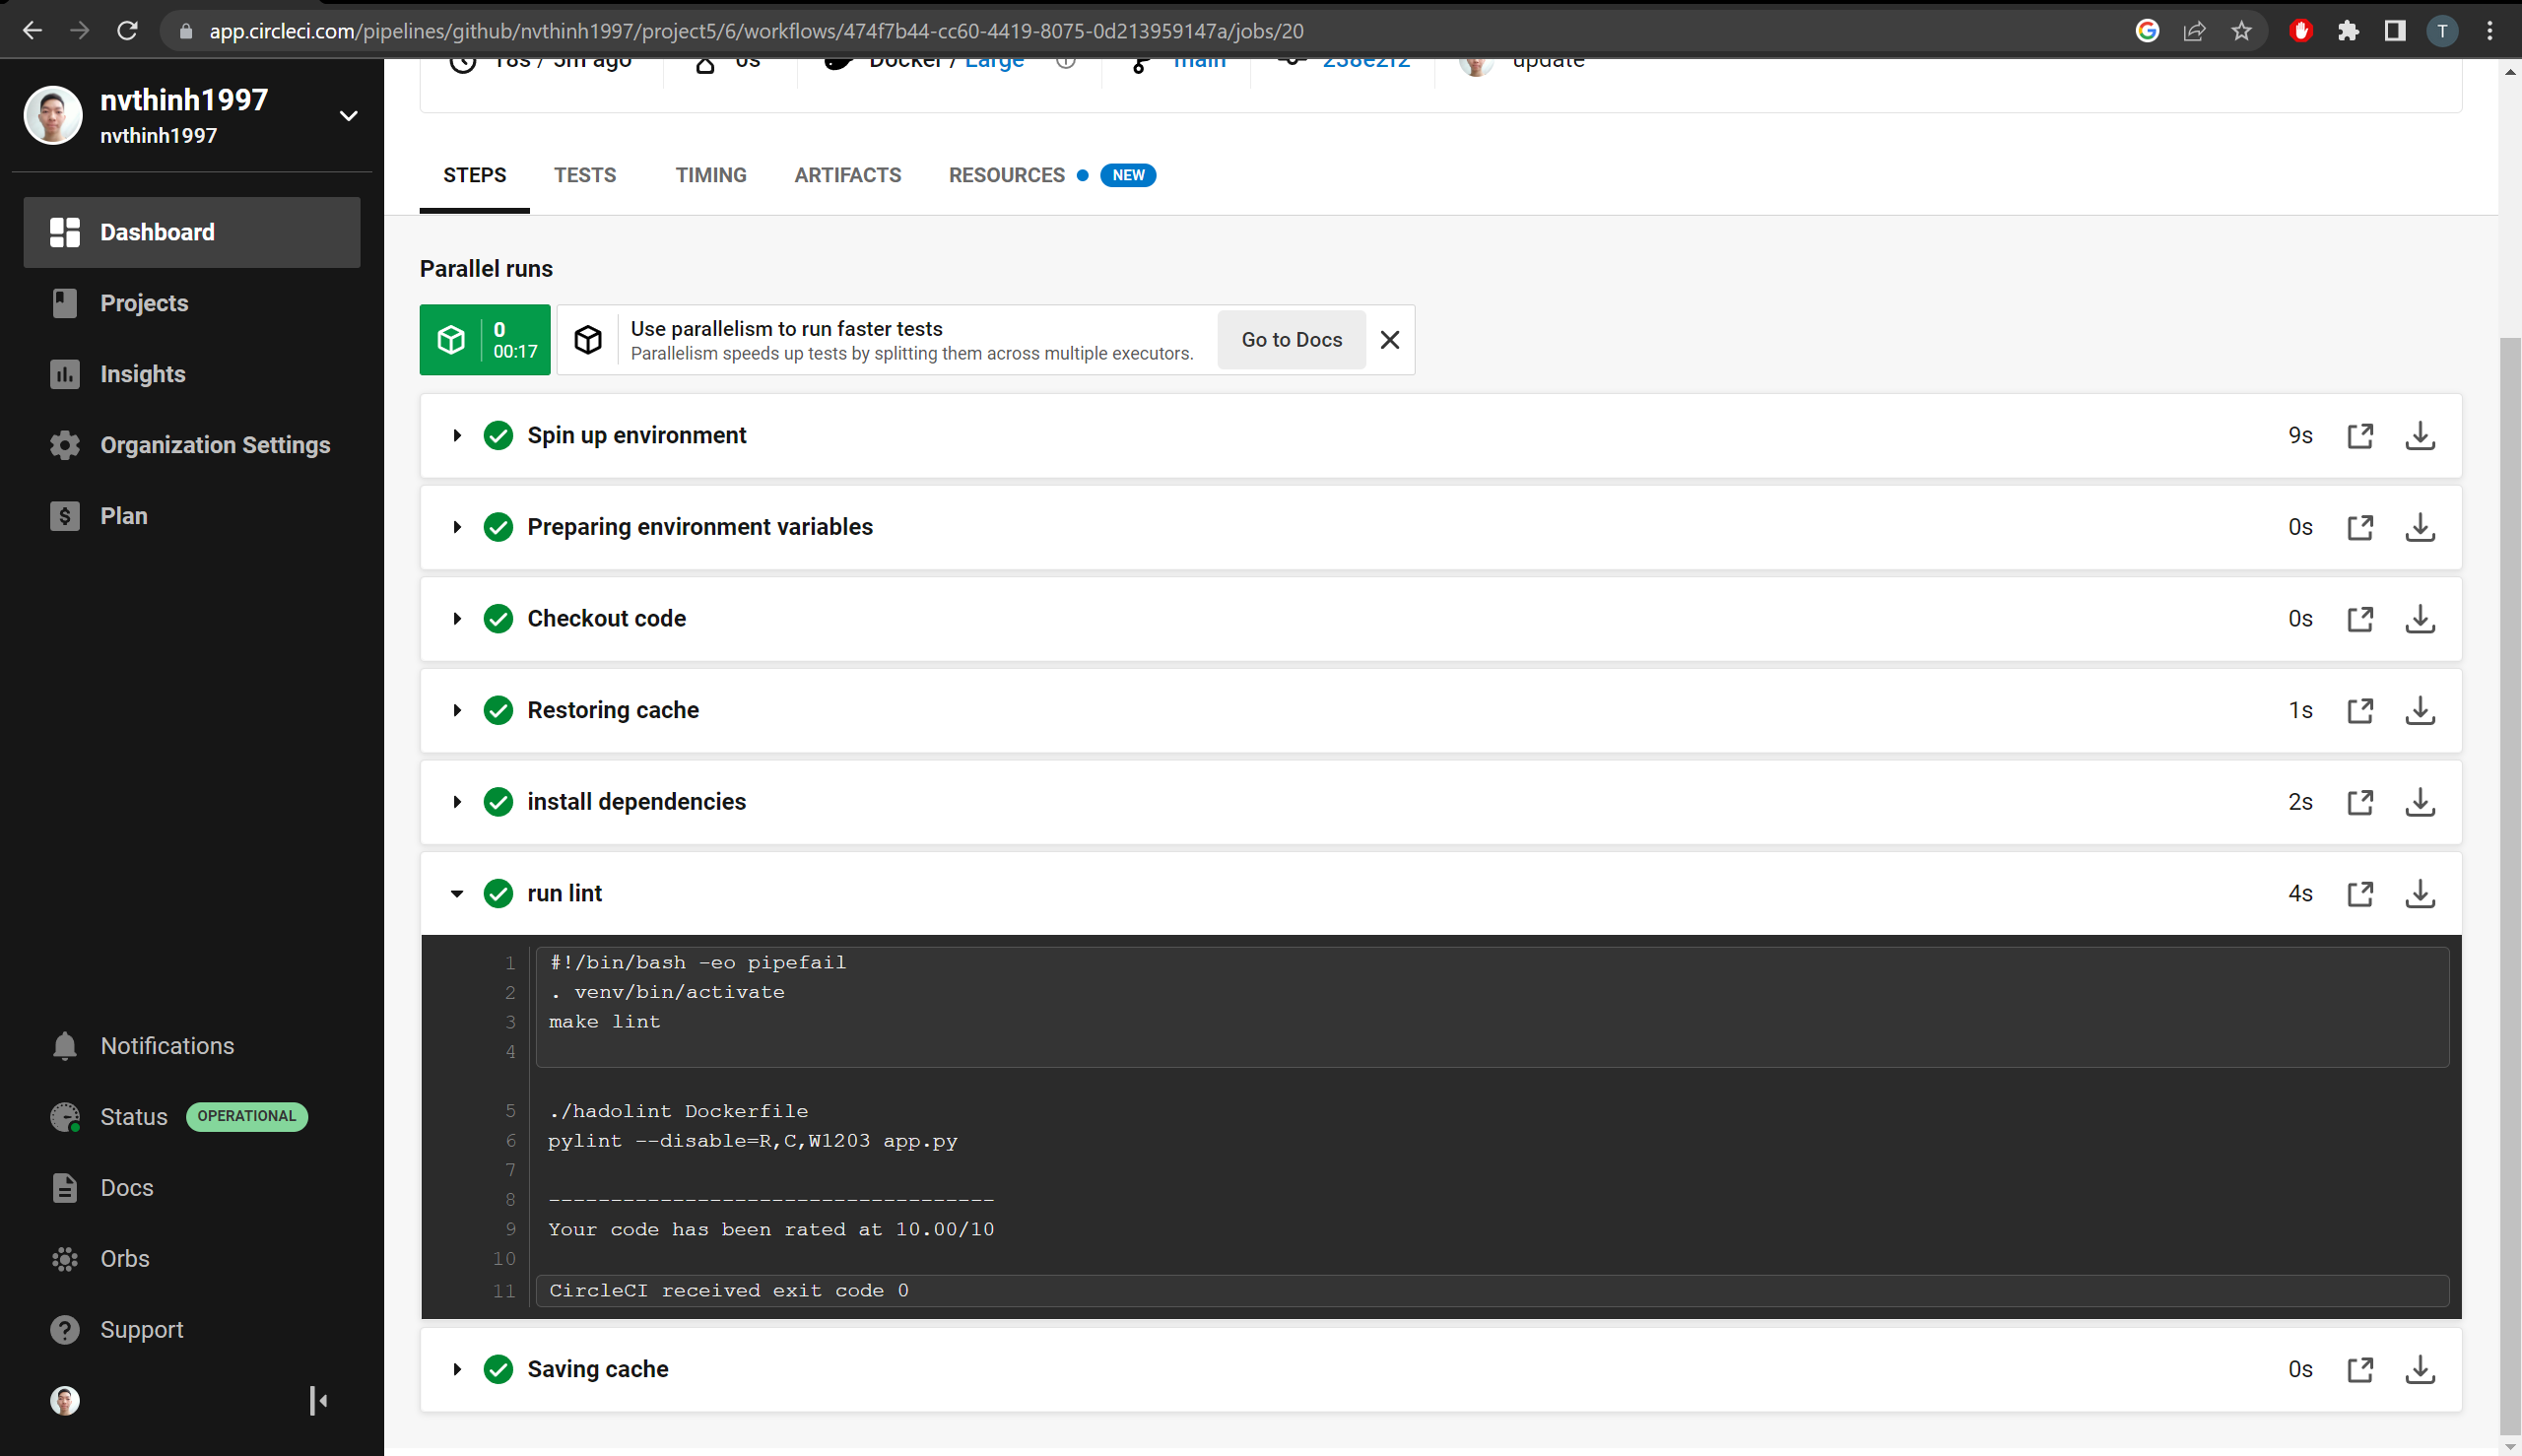 app.circleci.com/pipelines/github/nvthinh1997/project5/6/workflows/474f7b44-cc60-4419-8075-0d213959147a/jobs/20
T
nvthinh1997
nvthinh1997
Dashboard
Projects
Insights
Organization Settings
Plan
Notifications
Status OPERATIONAL
Docs
Orbs
Support
18s / 5m ago
0s
Docker / Large
main
238e2f2
update
STEPS
TESTS
TIMING
ARTIFACTS
RESOURCES
NEW
Parallel runs
0
00:17
Use parallelism to run faster tests
Parallelism speeds up tests by splitting them across multiple executors.
Go to Docs
Spin up environment 9s
Preparing environment variables 0s
Checkout code 0s
Restoring cache 1s
install dependencies 2s
run lint 4s
1 #!/bin/bash -eo pipefail
2 . venv/bin/activate
3 make lint
4
5 ./hadolint Dockerfile
6 pylint --disable=R,C,W1203 app.py
7
8 ------------------------------------
9 Your code has been rated at 10.00/10
10
11 CircleCI received exit code 0
Saving cache 0s